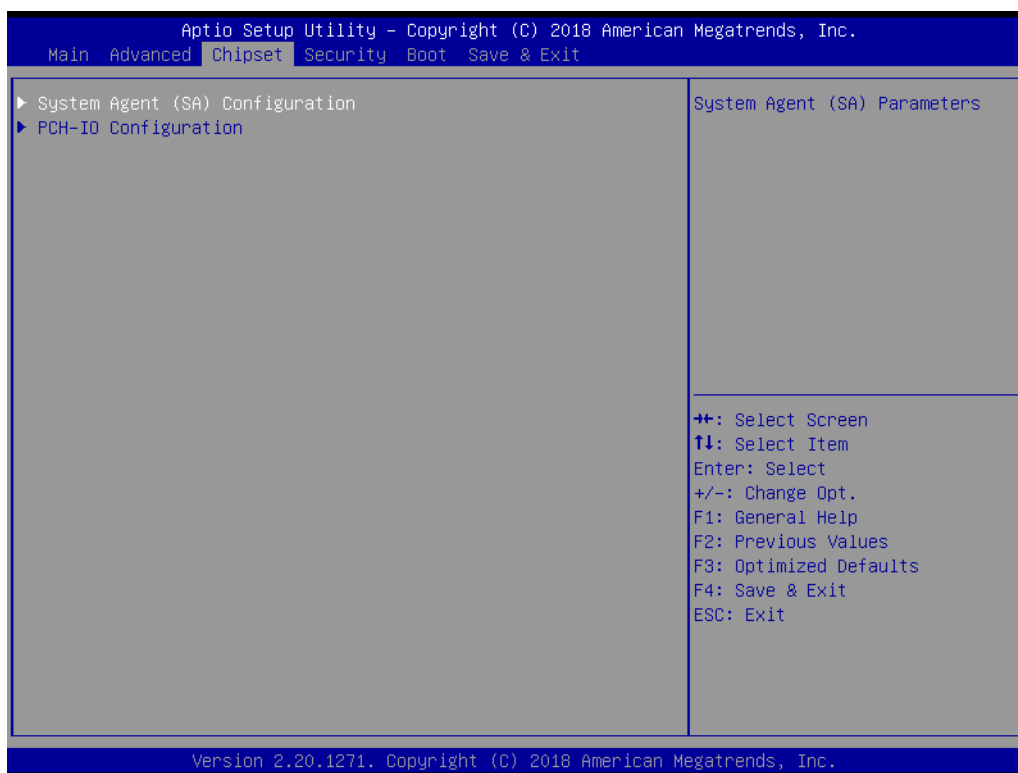 Aptio Setup Utility – Copyright (C) 2018 American Megatrends, Inc.
Main Advanced Chipset Security Boot Save & Exit
▶ System Agent (SA) Configuration
▶ PCH-IO Configuration
System Agent (SA) Parameters
→←: Select Screen
↑↓: Select Item
Enter: Select
+/-: Change Opt.
F1: General Help
F2: Previous Values
F3: Optimized Defaults
F4: Save & Exit
ESC: Exit
Version 2.20.1271. Copyright (C) 2018 American Megatrends, Inc.